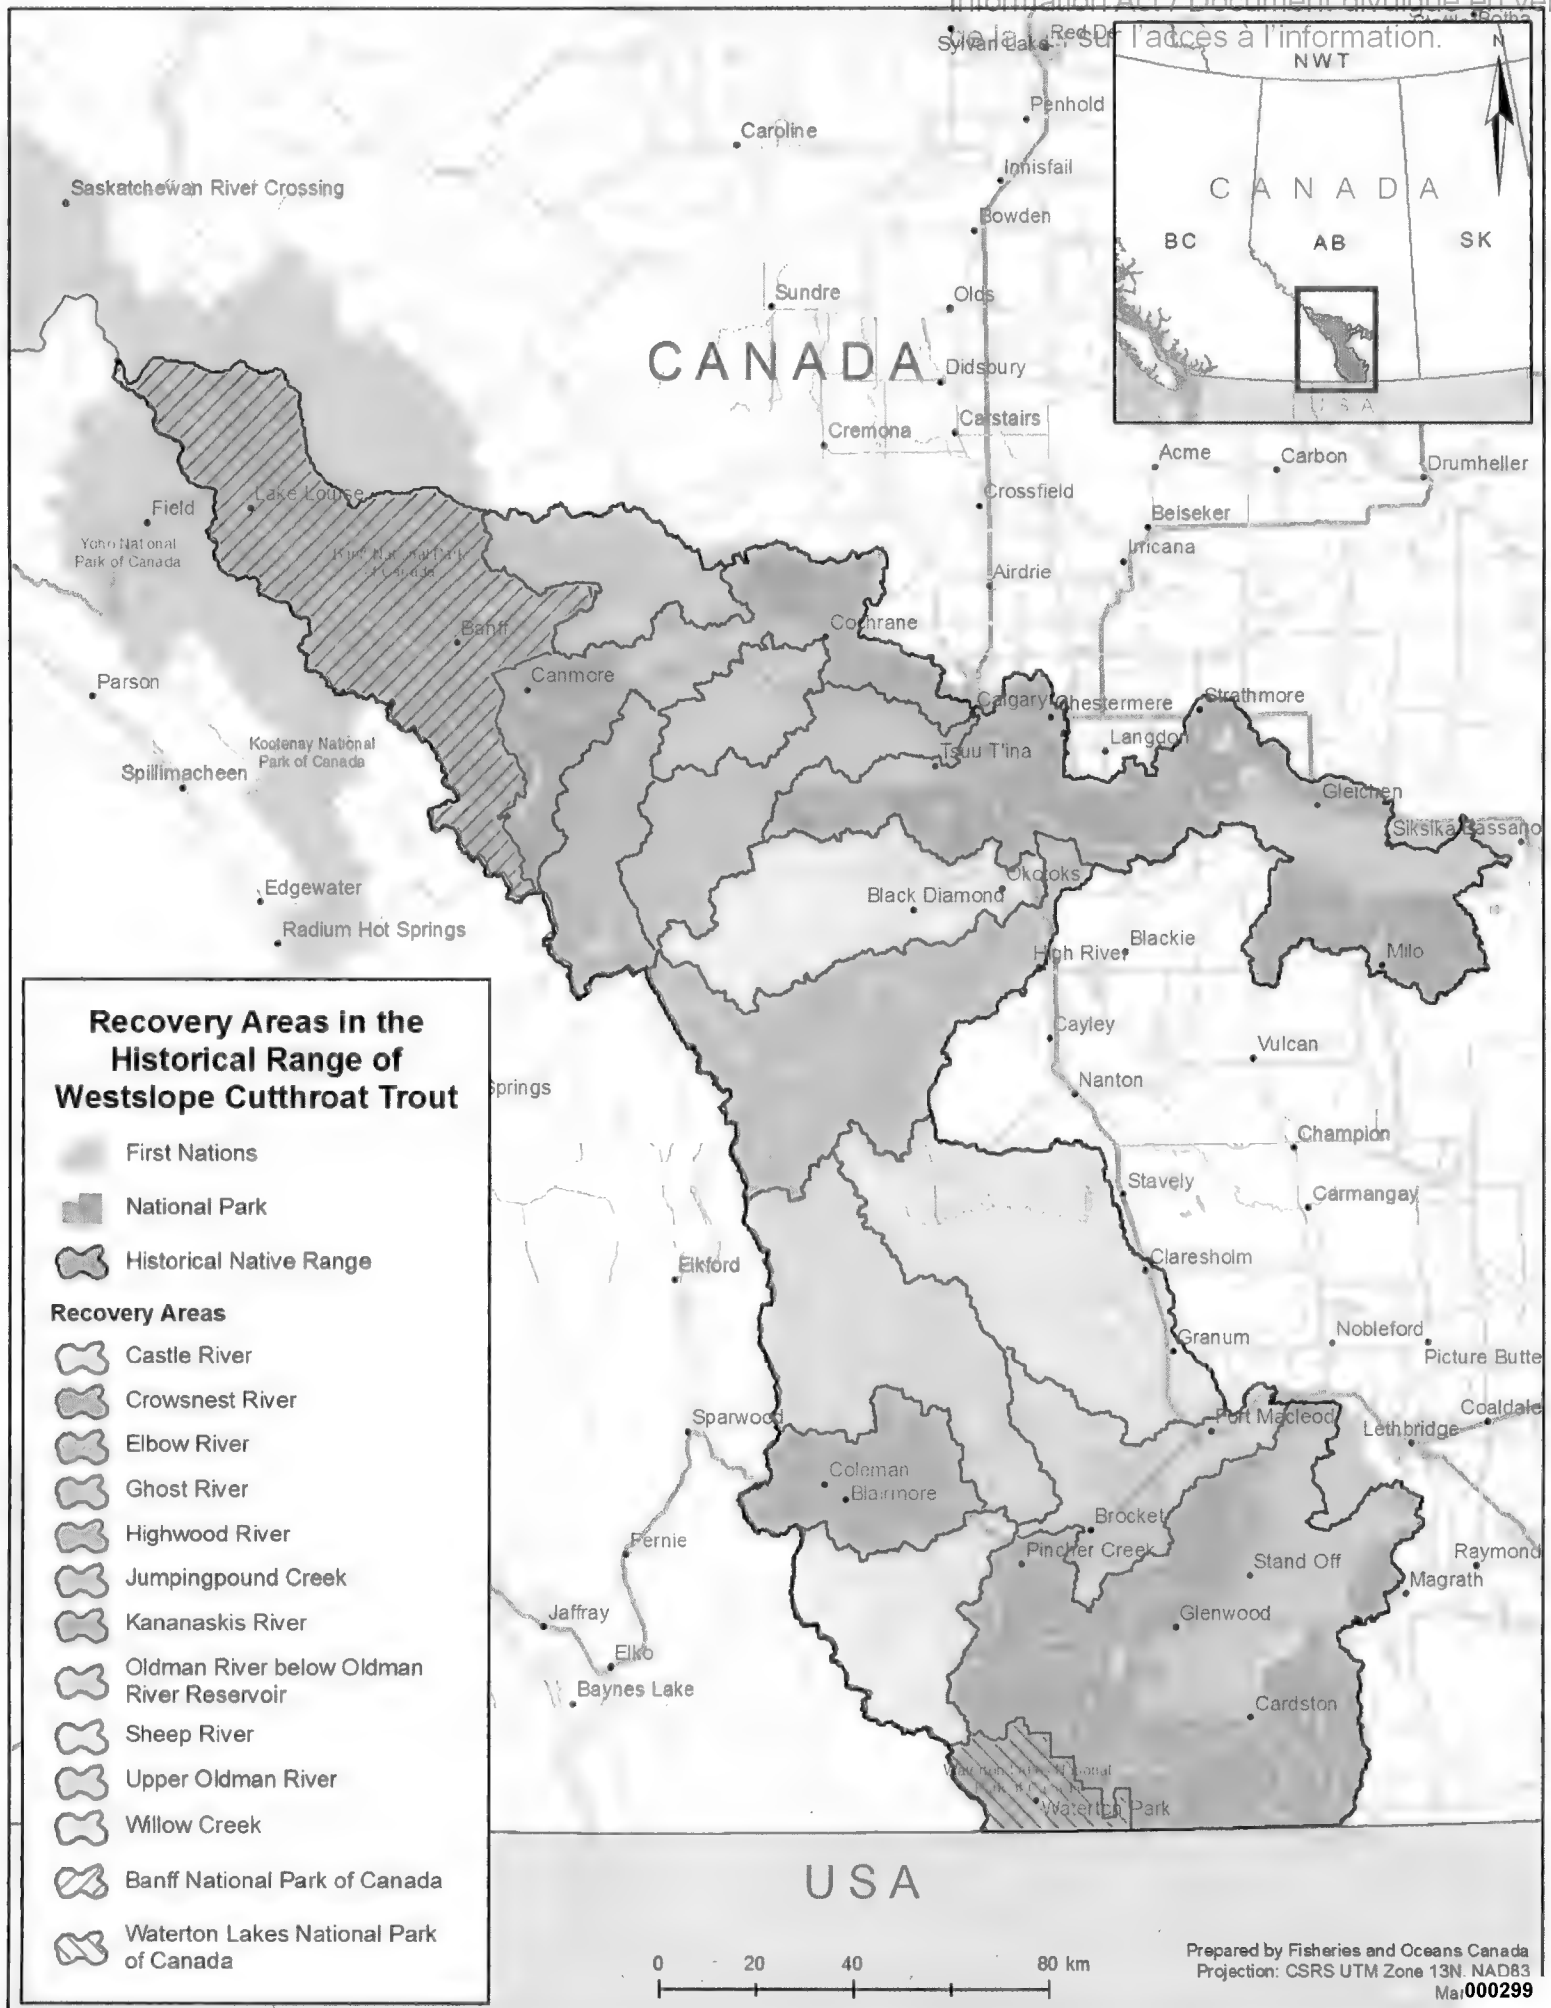 Information Act / Document divulgué en
sur l'accès à l'information.
Sylvan Lake
Botha
N
NWT
CANADA
BC
AB
SK
USA
Penhold
Caroline
Innisfail
Saskatchewan River Crossing
Bowden
Sundre
Olds
CANADA
Didsbury
Carstairs
Cremona
Acme
Carbon
Drumheller
Crossfield
Lake Louise
Field
Beiseker
Irricana
Yoho National
Park of Canada
Airdrie
Banff
Cochrane
Canmore
Parson
Calgary
Chestermere
Strathmore
Langdon
Tsuu T'ina
Kootenay National
Park of Canada
Spillimacheen
Gleichen
Siksika
Bassano
Edgewater
Okotoks
Black Diamond
Radium Hot Springs
High River
Blackie
Milo
Cayley
Vulcan
Springs
Nanton
Champion
Stavely
Carmangay
Elkford
Claresholm
Granum
Nobleford
Picture Butte
Sparwood
Fort Macleod
Coaldale
Lethbridge
Coleman
Blairmore
Brocket
Fernie
Pincher Creek
Stand Off
Raymond
Magrath
Jaffray
Glenwood
Elko
Baynes Lake
Cardston
Waterton Park
USA
Recovery Areas in the
Historical Range of
Westslope Cutthroat Trout
First Nations
National Park
Historical Native Range
Recovery Areas
Castle River
Crowsnest River
Elbow River
Ghost River
Highwood River
Jumpingpound Creek
Kananaskis River
Oldman River below Oldman
River Reservoir
Sheep River
Upper Oldman River
Willow Creek
Banff National Park of Canada
Waterton Lakes National Park
of Canada
0 20 40 80 km
Prepared by Fisheries and Oceans Canada
Projection: CSRS UTM Zone 13N. NAD83
Mar
000299